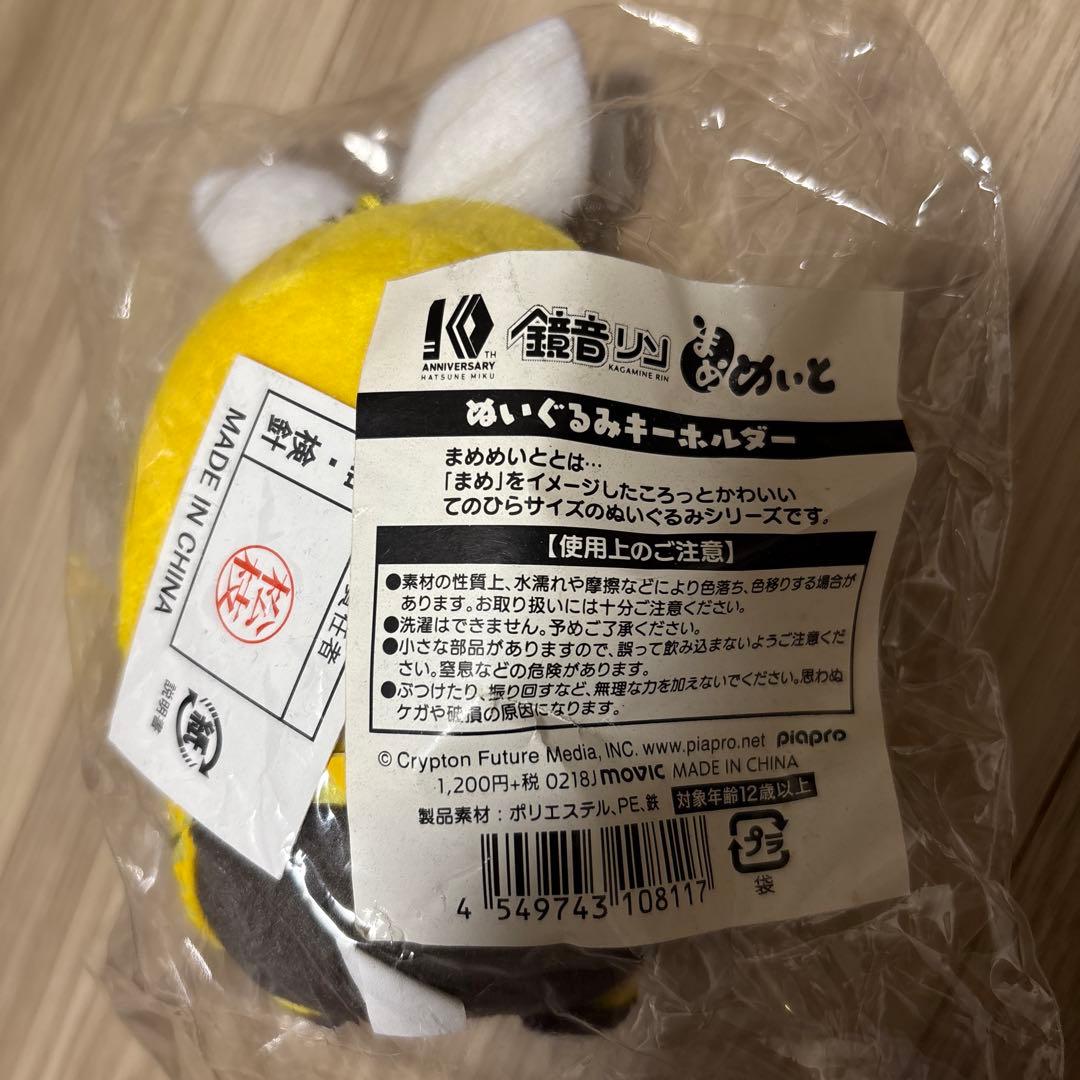 10TH
ANNIVERSARY
HATSUNE MIKU
鏡音リン
KAGAMINE RIN
まめめいと
ぬいぐるみキーホルダー
まめめいととは…
「まめ」をイメージしたころっとかわいい
てのひらサイズのぬいぐるみシリーズです。
【使用上のご注意】
●素材の性質上、水濡れや摩擦などにより色落ち、色移りする場合が
あります。お取り扱いには十分ご注意ください。
●洗濯はできません。予めご了承ください。
●小さな部品がありますので、誤って飲み込まないようご注意くだ
さい。窒息などの危険があります。
●ぶつけたり、振り回すなど、無理な力を加えないでください。思わぬ
ケガや破損の原因になります。
© Crypton Future Media, INC. www.piapro.net piapro
1,200円+税 0218J movic MADE IN CHINA
製品素材：ポリエステル、PE、鉄 対象年齢12歳以上
4 549743 108117
プラ
袋
検針
責任者
MADE IN CHINA
紙
説明書